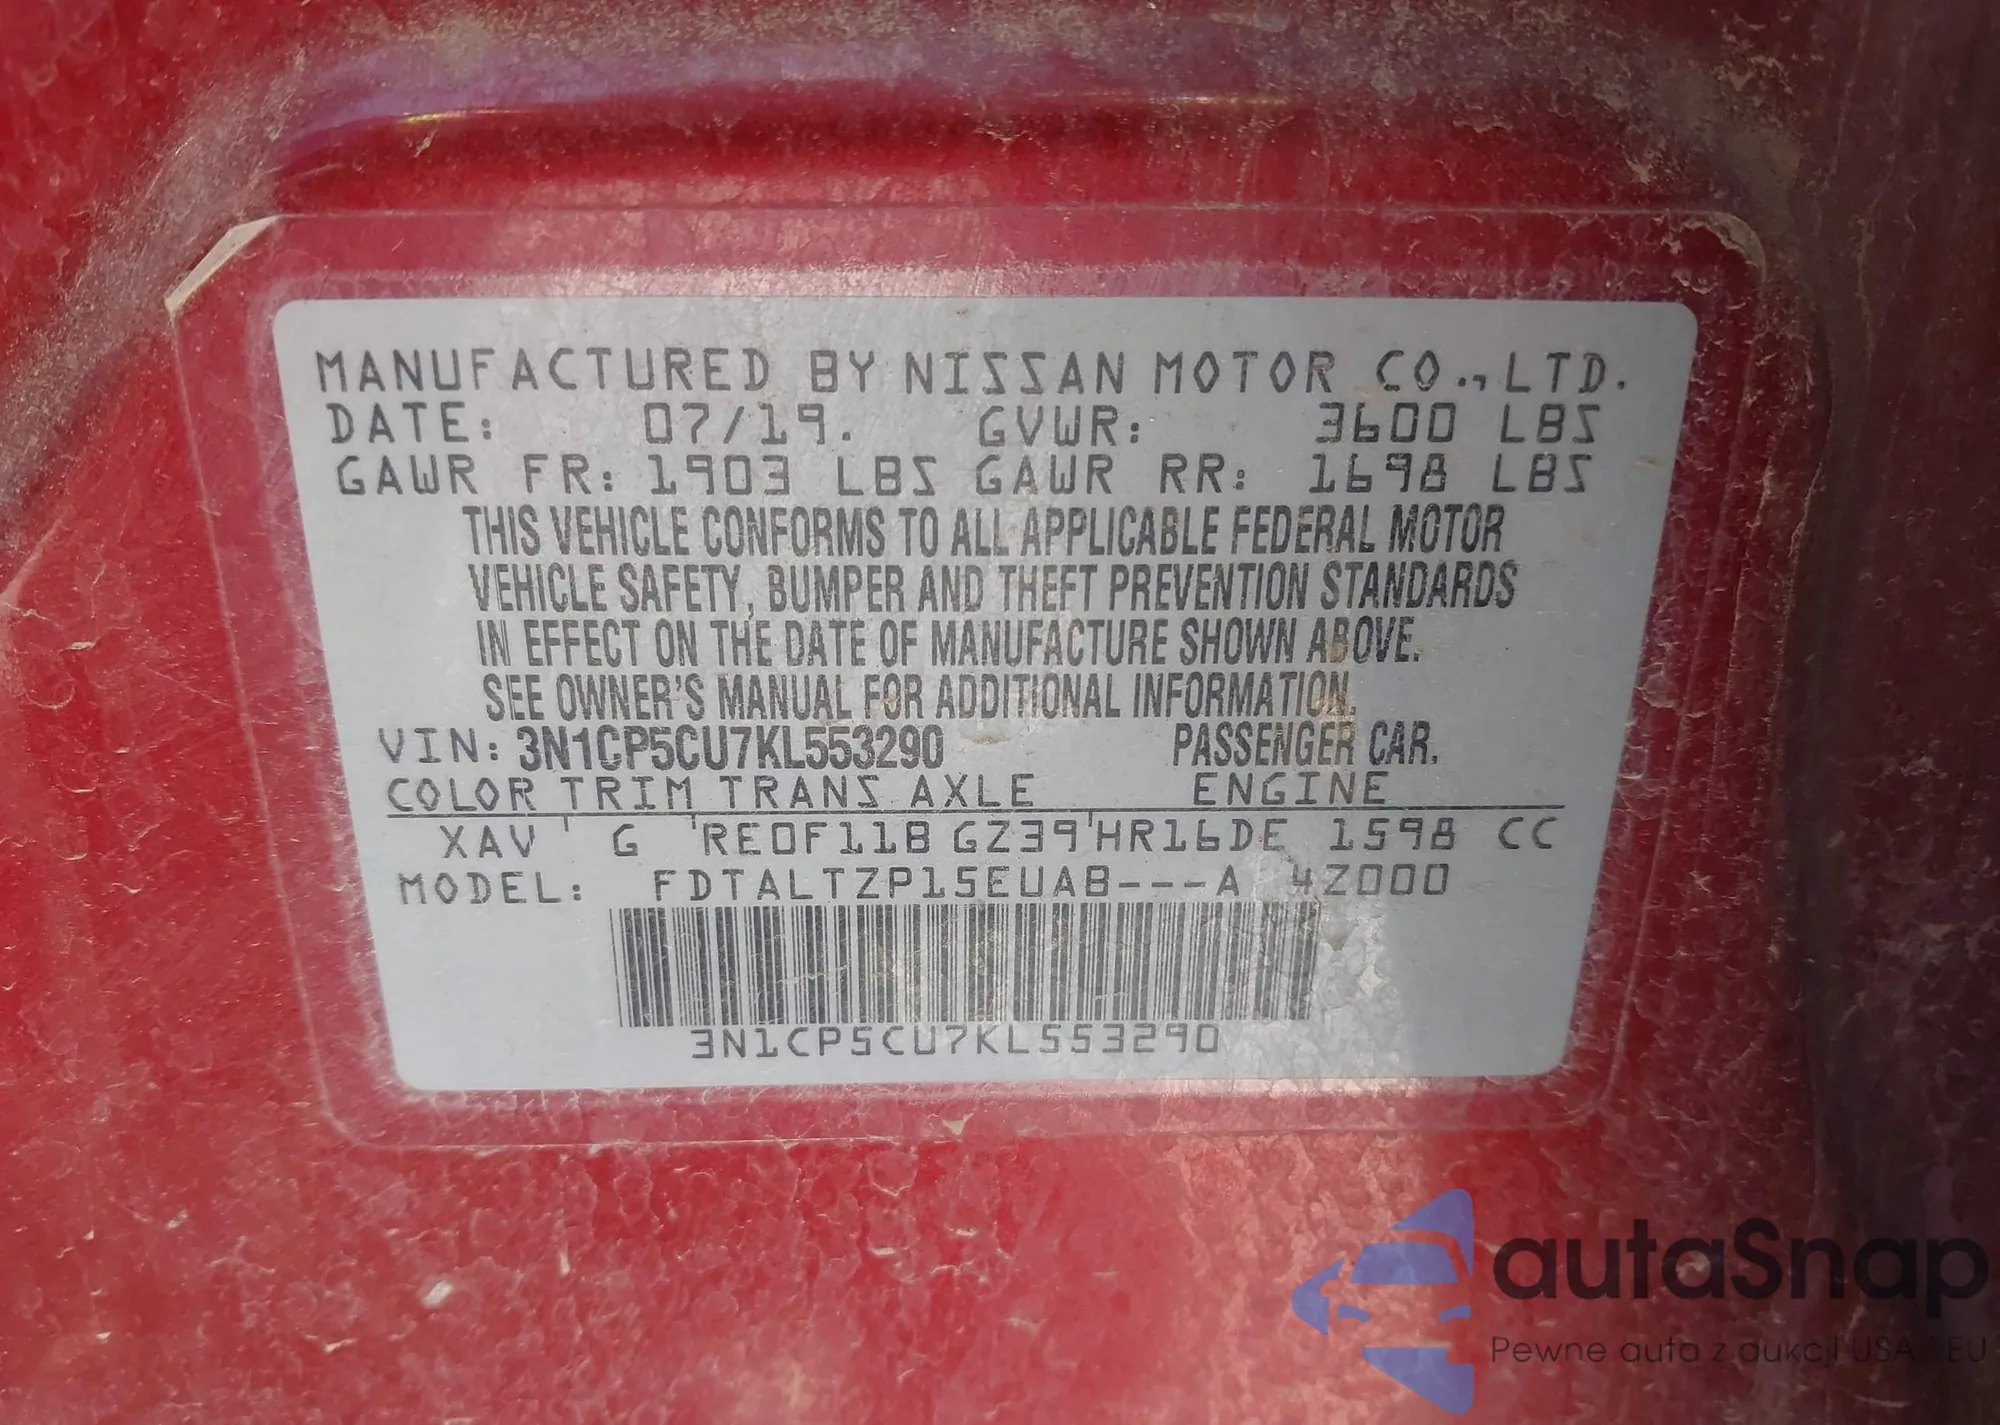 MANUFACTURED BY NISSAN MOTOR CO., LTD.
DATE: 07/19. GVWR: 3600 LBS
GAWR FR: 1903 LBS GAWR RR: 1698 LBS
THIS VEHICLE CONFORMS TO ALL APPLICABLE FEDERAL MOTOR
VEHICLE SAFETY, BUMPER AND THEFT PREVENTION STANDARDS
IN EFFECT ON THE DATE OF MANUFACTURE SHOWN ABOVE.
SEE OWNER'S MANUAL FOR ADDITIONAL INFORMATION.
VIN: 3N1CP5CU7KL553290 PASSENGER CAR.
COLOR TRIM TRANS AXLE ENGINE
XAV G RE0F11B GZ39 HR16DE 1598 CC
MODEL: FDTALTZP15EUAB---A 4Z000
3N1CP5CU7KL553290
autaSnap
Pewne auta z aukcji USA EU